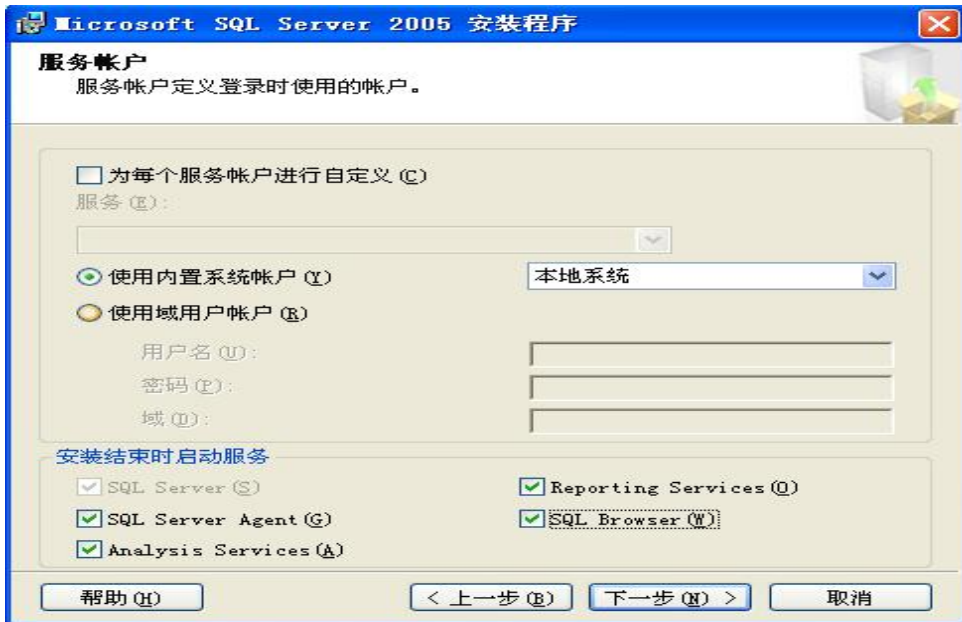 Microsoft SQL Server 2005 安装程序
服务帐户
服务帐户定义登录时使用的帐户。
为每个服务帐户进行自定义(C)
服务(E):
使用内置系统帐户(Y) 本地系统
使用域用户帐户(R)
用户名(U):
密码(P):
域(D):
安装结束时启动服务
SQL Server(S) Reporting Services(O)
SQL Server Agent(G) SQL Browser(W)
Analysis Services(A)
帮助(H) < 上一步(B) 下一步(N) > 取消